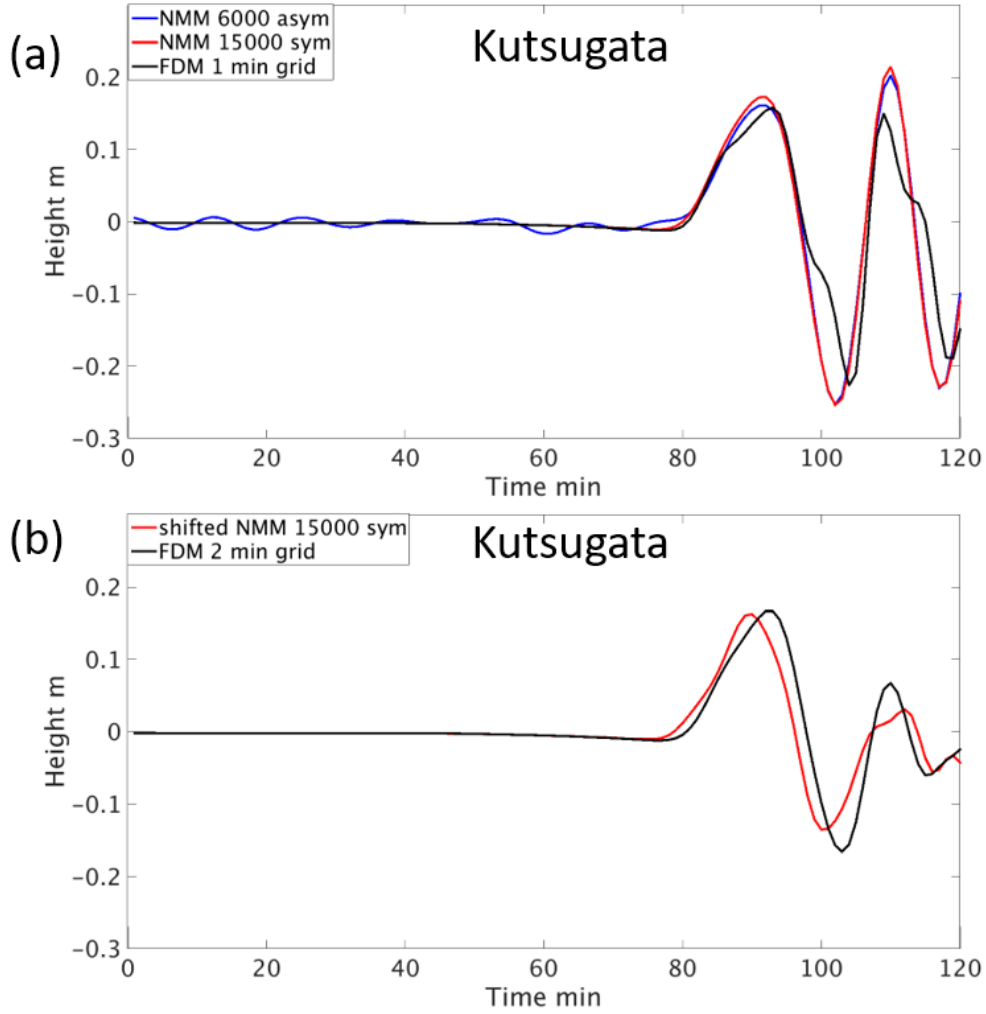 (a)
NMM 6000 asym
NMM 15000 sym
FDM 1 min grid
Kutsugata
Height m
0.2
0.1
0
−0.1
−0.2
−0.3
0 20 40 60 80 100 120
Time min
(b)
shifted NMM 15000 sym
FDM 2 min grid
Kutsugata
Height m
0.2
0.1
0
−0.1
−0.2
−0.3
0 20 40 60 80 100 120
Time min